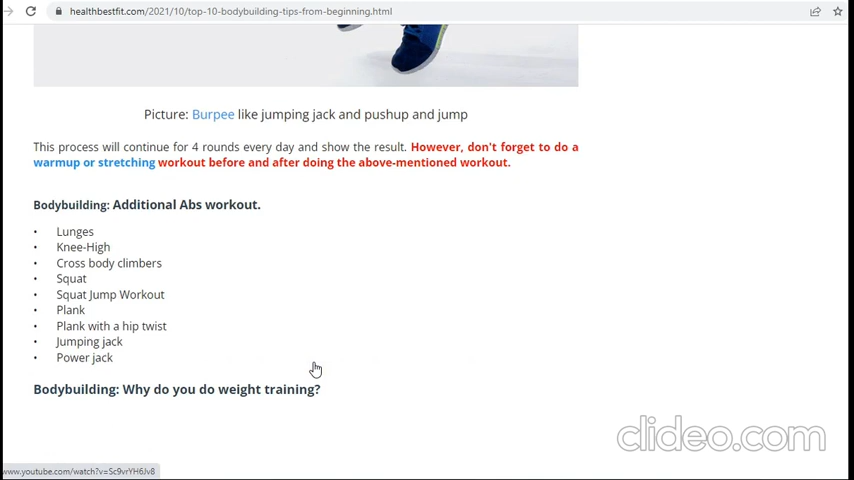 healthbestfit.com/2021/10/top-10-bodybuilding-tips-from-beginning.html
Picture: Burpee like jumping jack and pushup and jump
This process will continue for 4 rounds every day and show the result. However, don't forget to do a
warmup or stretching workout before and after doing the above-mentioned workout.
Bodybuilding: Additional Abs workout.
• Lunges
• Knee-High
• Cross body climbers
• Squat
• Squat Jump Workout
• Plank
• Plank with a hip twist
• Jumping jack
• Power jack
Bodybuilding: Why do you do weight training?
clideo.com
www.youtube.com/watch?v=Sc9vrYH6Jv8